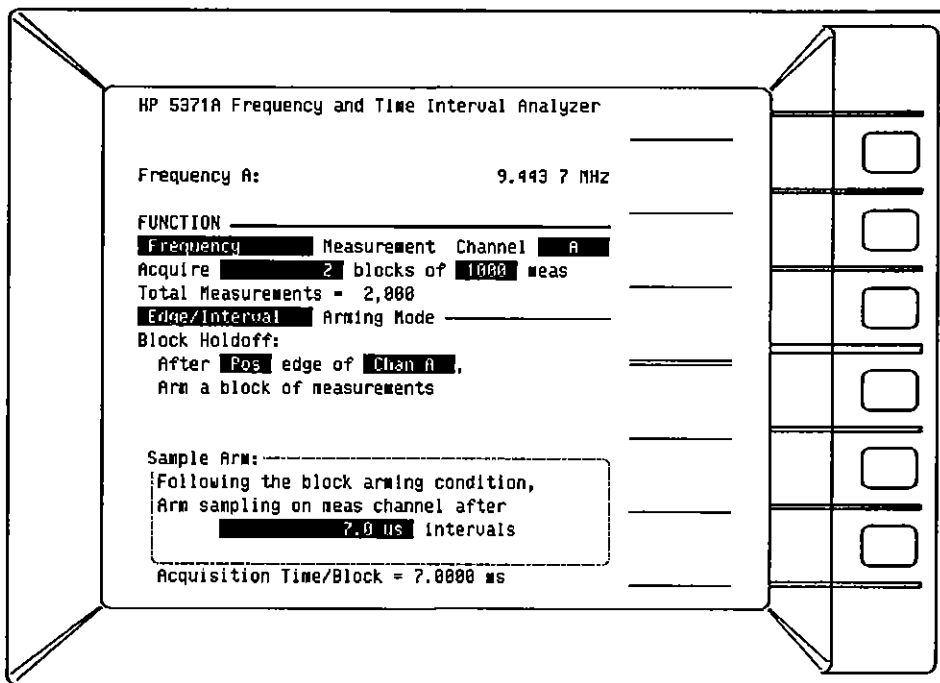 HP 5371A Frequency and Time Interval Analyzer
Frequency A: 9.443 7 MHz
FUNCTION
Frequency Measurement Channel A
Acquire 2 blocks of 1000 meas
Total Measurements = 2,000
Edge/Interval Arming Mode
Block Holdoff:
After Pos edge of Chan A,
Arm a block of measurements
Sample Arm:
Following the block arming condition,
Arm sampling on meas channel after
7.0 us intervals
Acquisition Time/Block = 7.0000 ms